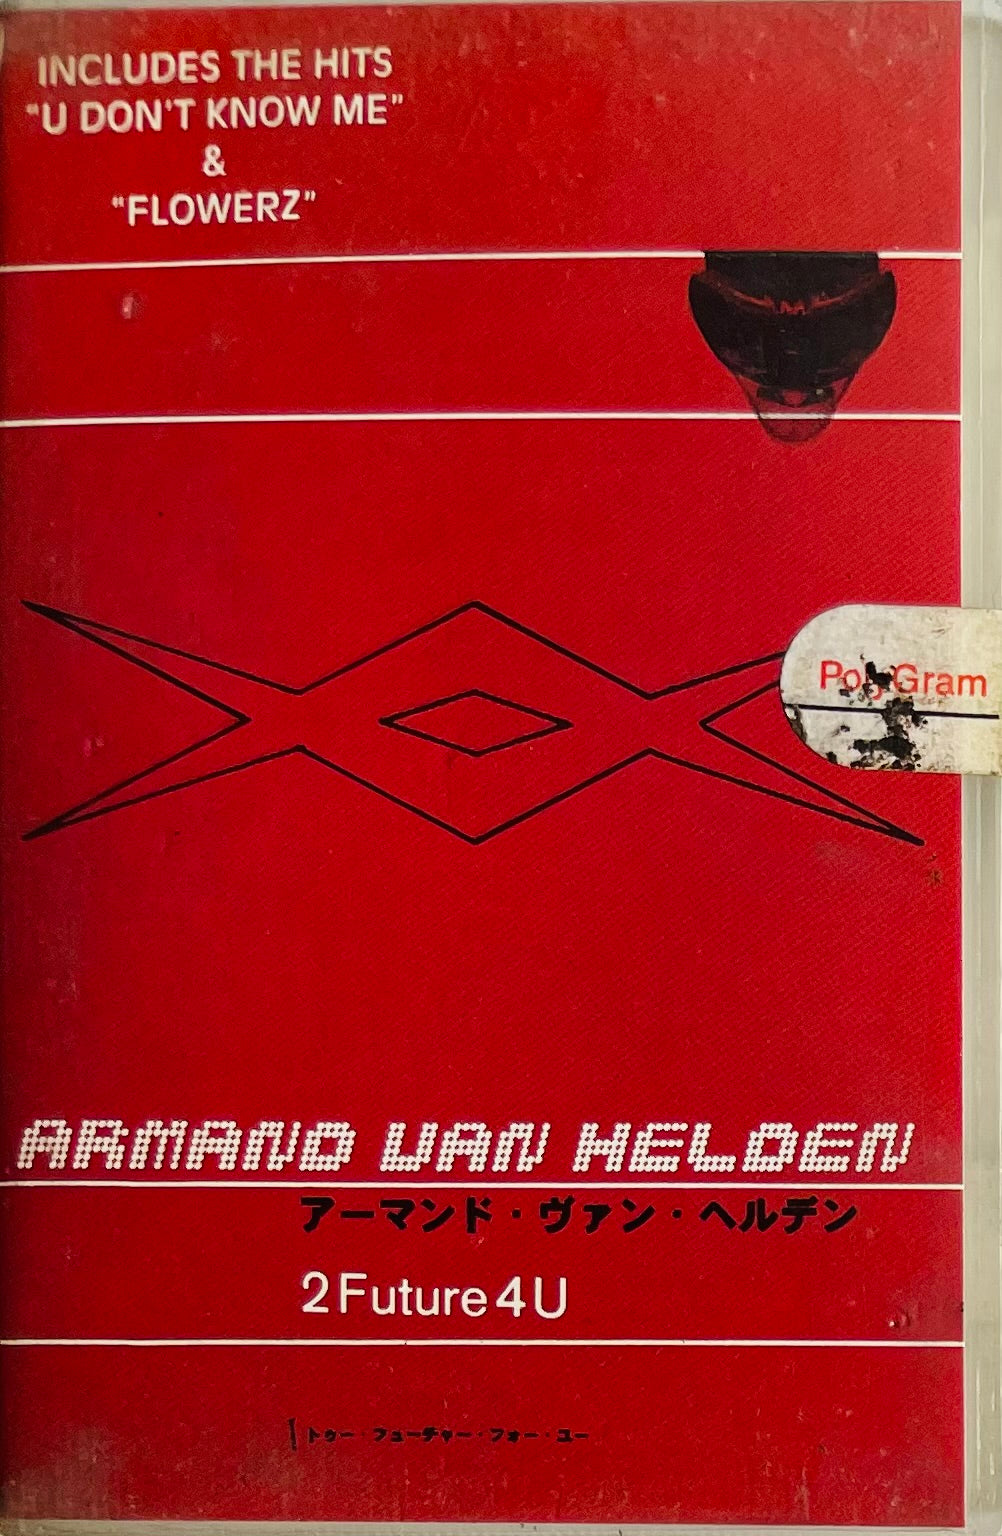 INCLUDES THE HITS
"U DON'T KNOW ME"
&
"FLOWERZ"
PolyGram
ARMAND VAN HELDEN
アーマンド・ヴァン・ヘルデン
2 Future 4 U
トゥー・フューチャー・フォー・ユー